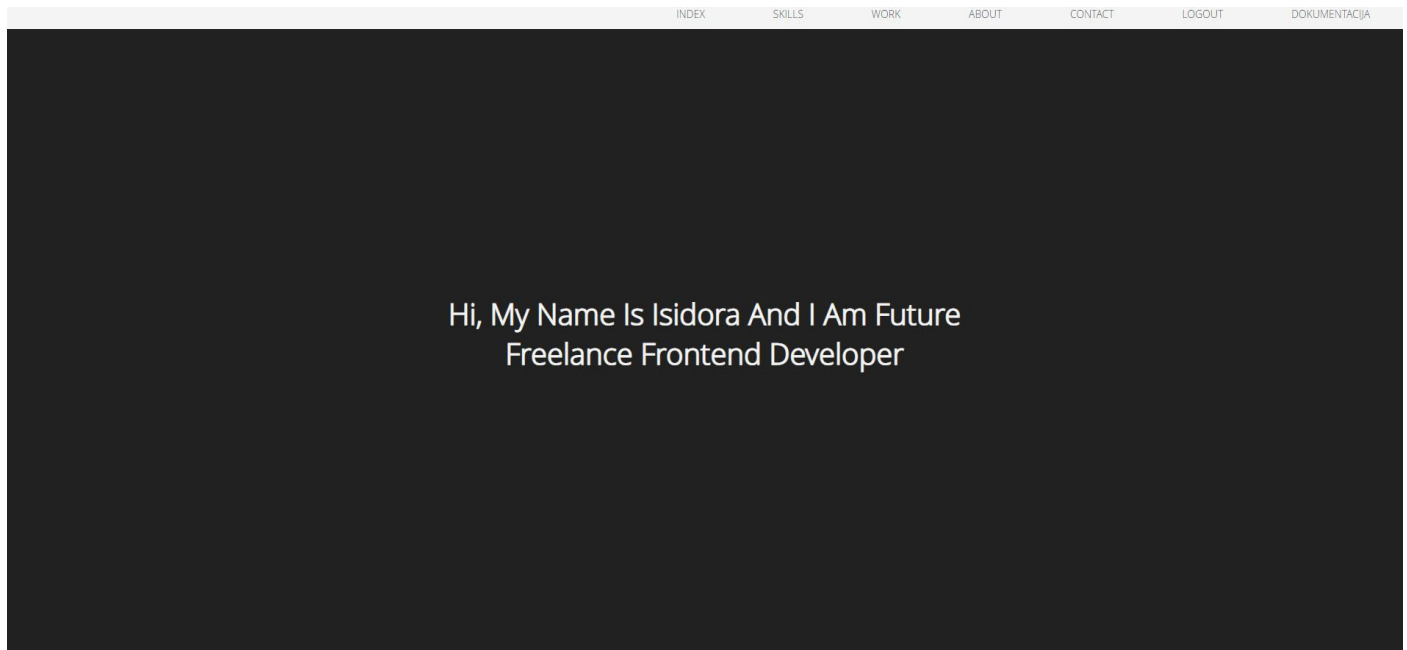 INDEX SKILLS WORK ABOUT CONTACT LOGOUT DOKUMENTACIJA
Hi, My Name Is Isidora And I Am Future
Freelance Frontend Developer